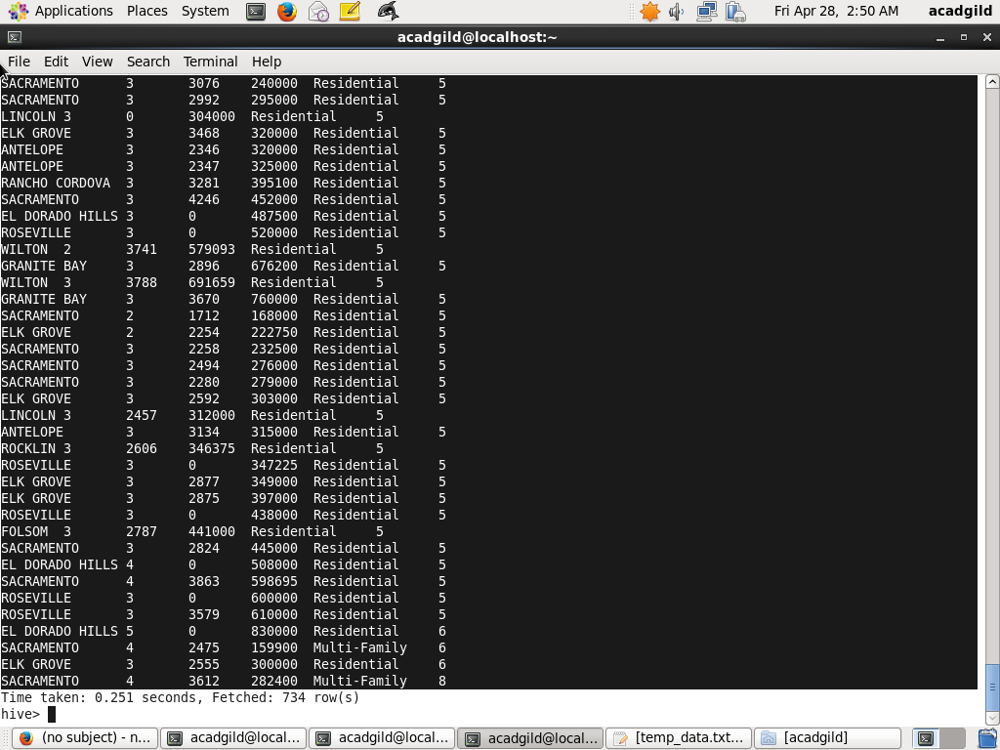 Applications Places System Fri Apr 28, 2:50 AM acadgild
acadgild@localhost:~
File Edit View Search Terminal Help
SACRAMENTO 3 3076 240000 Residential 5
SACRAMENTO 3 2992 295000 Residential 5
LINCOLN 3 0 304000 Residential 5
ELK GROVE 3 3468 320000 Residential 5
ANTELOPE 3 2346 320000 Residential 5
ANTELOPE 3 2347 325000 Residential 5
RANCHO CORDOVA 3 3281 395100 Residential 5
SACRAMENTO 3 4246 452000 Residential 5
EL DORADO HILLS 3 0 487500 Residential 5
ROSEVILLE 3 0 520000 Residential 5
WILTON 2 3741 579093 Residential 5
GRANITE BAY 3 2896 676200 Residential 5
WILTON 3 3788 691659 Residential 5
GRANITE BAY 3 3670 760000 Residential 5
SACRAMENTO 2 1712 168000 Residential 5
ELK GROVE 2 2254 222750 Residential 5
SACRAMENTO 3 2258 232500 Residential 5
SACRAMENTO 3 2494 276000 Residential 5
SACRAMENTO 3 2280 279000 Residential 5
ELK GROVE 3 2592 303000 Residential 5
LINCOLN 3 2457 312000 Residential 5
ANTELOPE 3 3134 315000 Residential 5
ROCKLIN 3 2606 346375 Residential 5
ROSEVILLE 3 0 347225 Residential 5
ELK GROVE 3 2877 349000 Residential 5
ELK GROVE 3 2875 397000 Residential 5
ROSEVILLE 3 0 438000 Residential 5
FOLSOM 3 2787 441000 Residential 5
SACRAMENTO 3 2824 445000 Residential 5
EL DORADO HILLS 4 0 508000 Residential 5
SACRAMENTO 4 3863 598695 Residential 5
ROSEVILLE 3 0 600000 Residential 5
ROSEVILLE 3 3579 610000 Residential 5
EL DORADO HILLS 5 0 830000 Residential 6
SACRAMENTO 4 2475 159900 Multi-Family 6
ELK GROVE 3 2555 300000 Residential 6
SACRAMENTO 4 3612 282400 Multi-Family 8
Time taken: 0.251 seconds, Fetched: 734 row(s)
hive>
(no subject) - n... acadgild@local... acadgild@local... acadgild@local... [temp_data.txt... [acadgild]